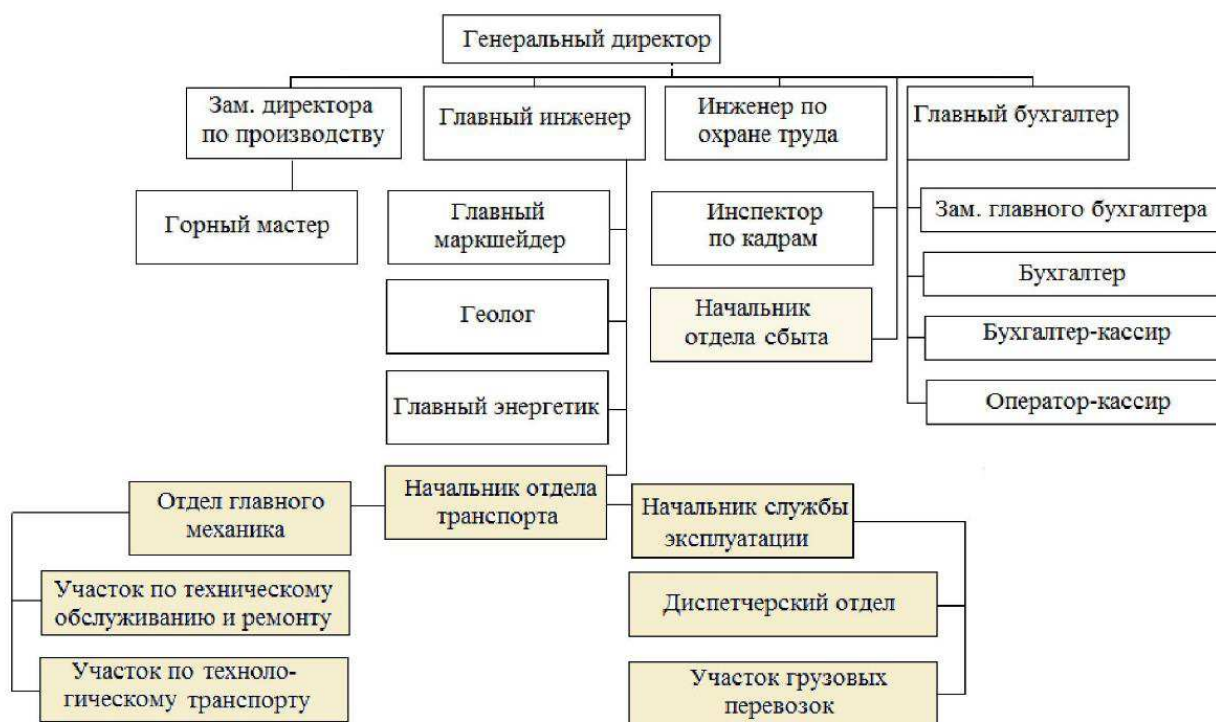 Генеральный директор
Зам. директора
по производству
Главный инженер
Инженер по
охране труда
Главный бухгалтер
Горный мастер
Главный
маркшейдер
Инспектор
по кадрам
Зам. главного бухгалтера
Бухгалтер
Геолог
Начальник
отдела сбыта
Бухгалтер-кассир
Главный энергетик
Оператор-кассир
Отдел главного
механика
Начальник отдела
транспорта
Начальник службы
эксплуатации
Участок по техническому
обслуживанию и ремонту
Диспетчерский отдел
Участок по техноло-
гическому транспорту
Участок грузовых
перевозок